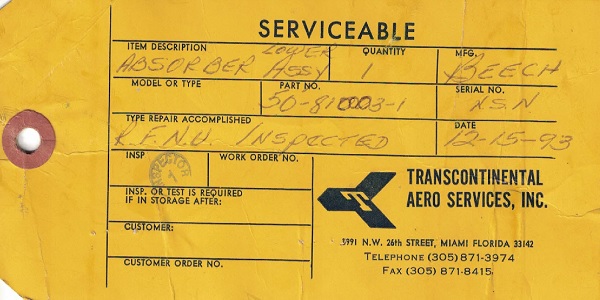 SERVICEABLE
ITEM DESCRIPTION QUANTITY MFG.
ABSORBER LOWER ASSY 1 BEECH
MODEL OR TYPE PART NO. SERIAL NO.
50-810003-1 NSN
TYPE REPAIR ACCOMPLISHED DATE
R.F.N.U. INSPECTED 12-15-93
INSP WORK ORDER NO.
INSPECTOR
INSP. OR TEST IS REQUIRED
IF IN STORAGE AFTER:
CUSTOMER:
CUSTOMER ORDER NO.
T
TRANSCONTINENTAL
AERO SERVICES, INC.
3991 N.W. 26th STREET, MIAMI FLORIDA 33142
TELEPHONE (305) 871-3974
FAX (305) 871-8415